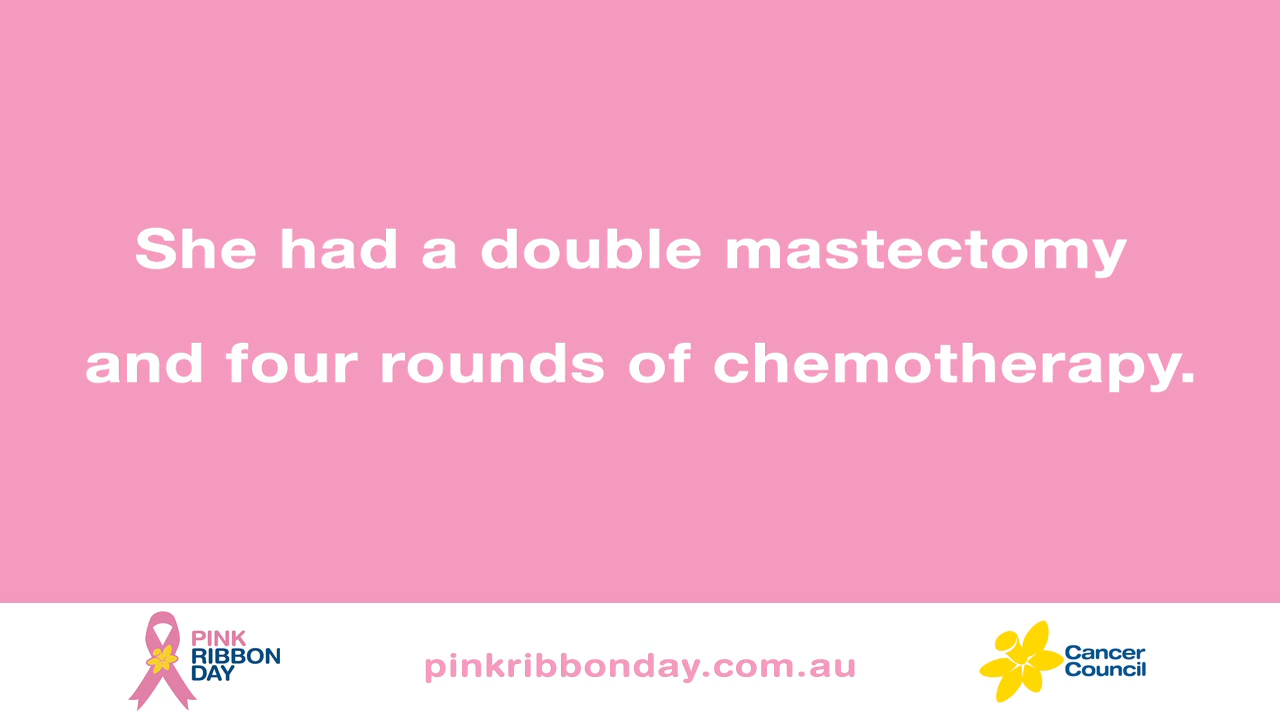 She had a double mastectomy
and four rounds of chemotherapy.
PINK
RIBBON
DAY
pinkribbonday.com.au
Cancer
Council